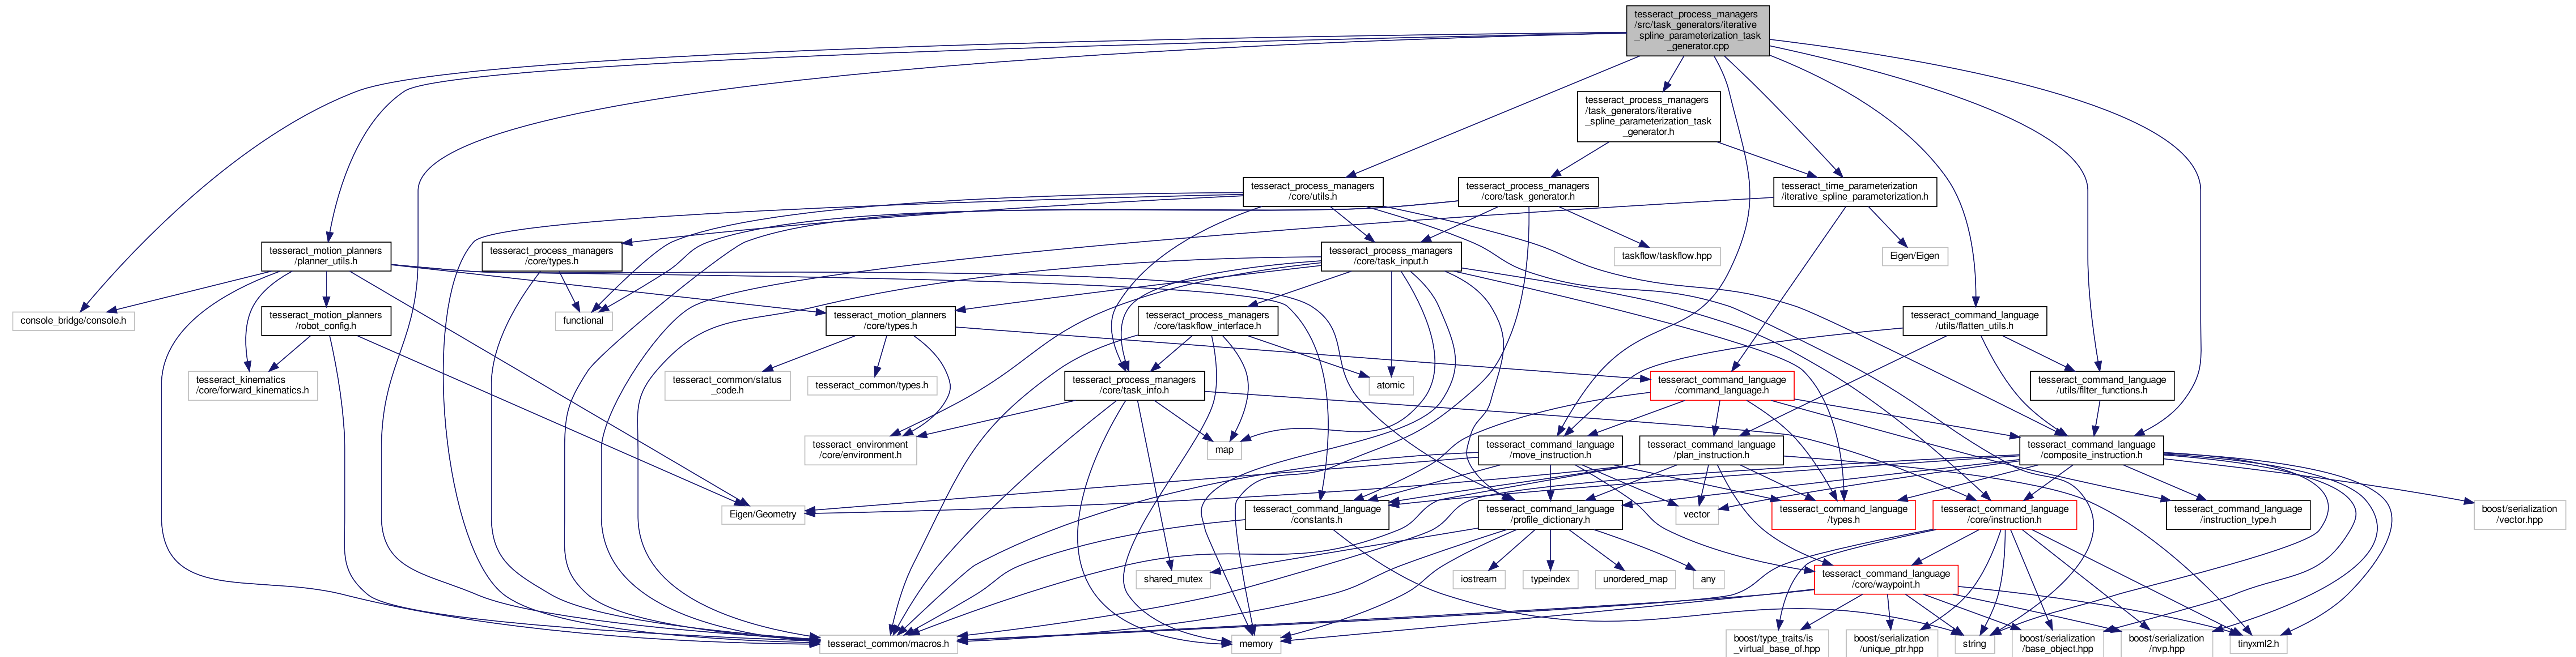 tesseract_process_managers
/src/task_generators/iterative
_spline_parameterization_task
_generator.cpp
tesseract_process_managers
/task_generators/iterative
_spline_parameterization_task
_generator.h
tesseract_process_managers
/core/utils.h
tesseract_process_managers
/core/task_generator.h
tesseract_time_parameterization
/iterative_spline_parameterization.h
tesseract_motion_planners
/planner_utils.h
tesseract_process_managers
/core/types.h
tesseract_process_managers
/core/task_input.h
taskflow/taskflow.hpp
Eigen/Eigen
console_bridge/console.h
tesseract_motion_planners
/robot_config.h
functional
tesseract_motion_planners
/core/types.h
tesseract_process_managers
/core/taskflow_interface.h
tesseract_command_language
/utils/flatten_utils.h
tesseract_kinematics
/core/forward_kinematics.h
tesseract_common/status
_code.h
tesseract_common/types.h
tesseract_process_managers
/core/task_info.h
atomic
tesseract_command_language
/command_language.h
tesseract_command_language
/utils/filter_functions.h
tesseract_environment
/core/environment.h
map
tesseract_command_language
/move_instruction.h
tesseract_command_language
/plan_instruction.h
tesseract_command_language
/composite_instruction.h
Eigen/Geometry
tesseract_command_language
/constants.h
tesseract_command_language
/profile_dictionary.h
vector
tesseract_command_language
/types.h
tesseract_command_language
/core/instruction.h
tesseract_command_language
/instruction_type.h
boost/serialization
/vector.hpp
shared_mutex
iostream
typeindex
unordered_map
any
tesseract_command_language
/core/waypoint.h
tesseract_common/macros.h
memory
boost/type_traits/is
_virtual_base_of.hpp
boost/serialization
/unique_ptr.hpp
string
boost/serialization
/base_object.hpp
boost/serialization
/nvp.hpp
tinyxml2.h